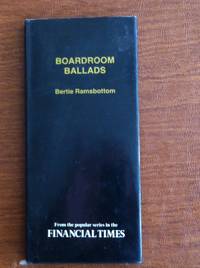 BOARDROOM
BALLADS
Bertie Ramsbottom
From the popular series in the
FINANCIAL TIMES